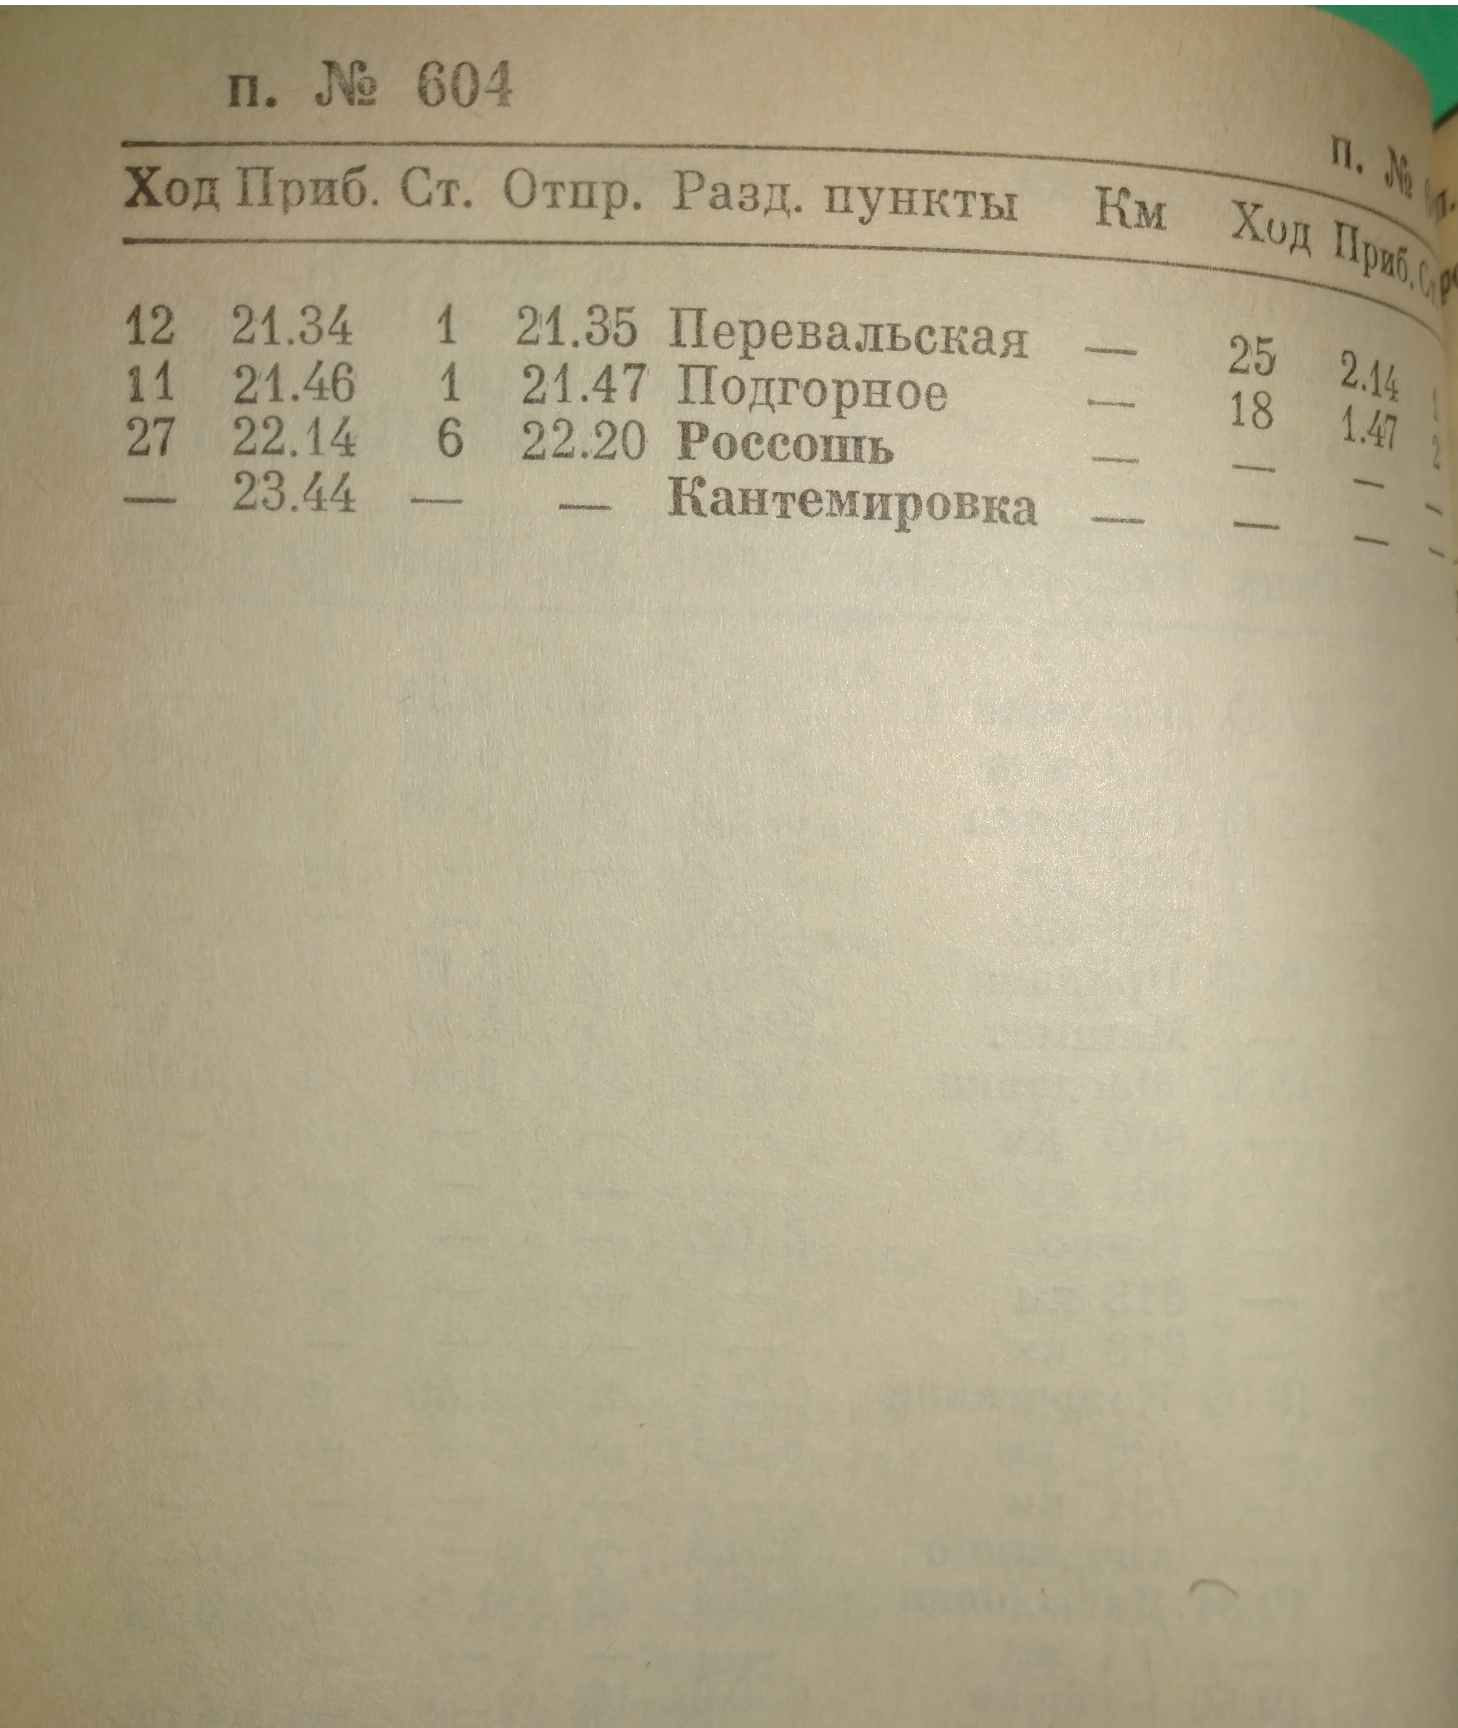 п. № 604
п. №
Ход Приб. Ст. Отпр. Разд. пункты Км Ход Приб.
12 21.34 1 21.35 Перевальская — 25 2.14
11 21.46 1 21.47 Подгорное — 18 1.47
27 22.14 6 22.20 Россошь — — —
— 23.44 — — Кантемировка — — —